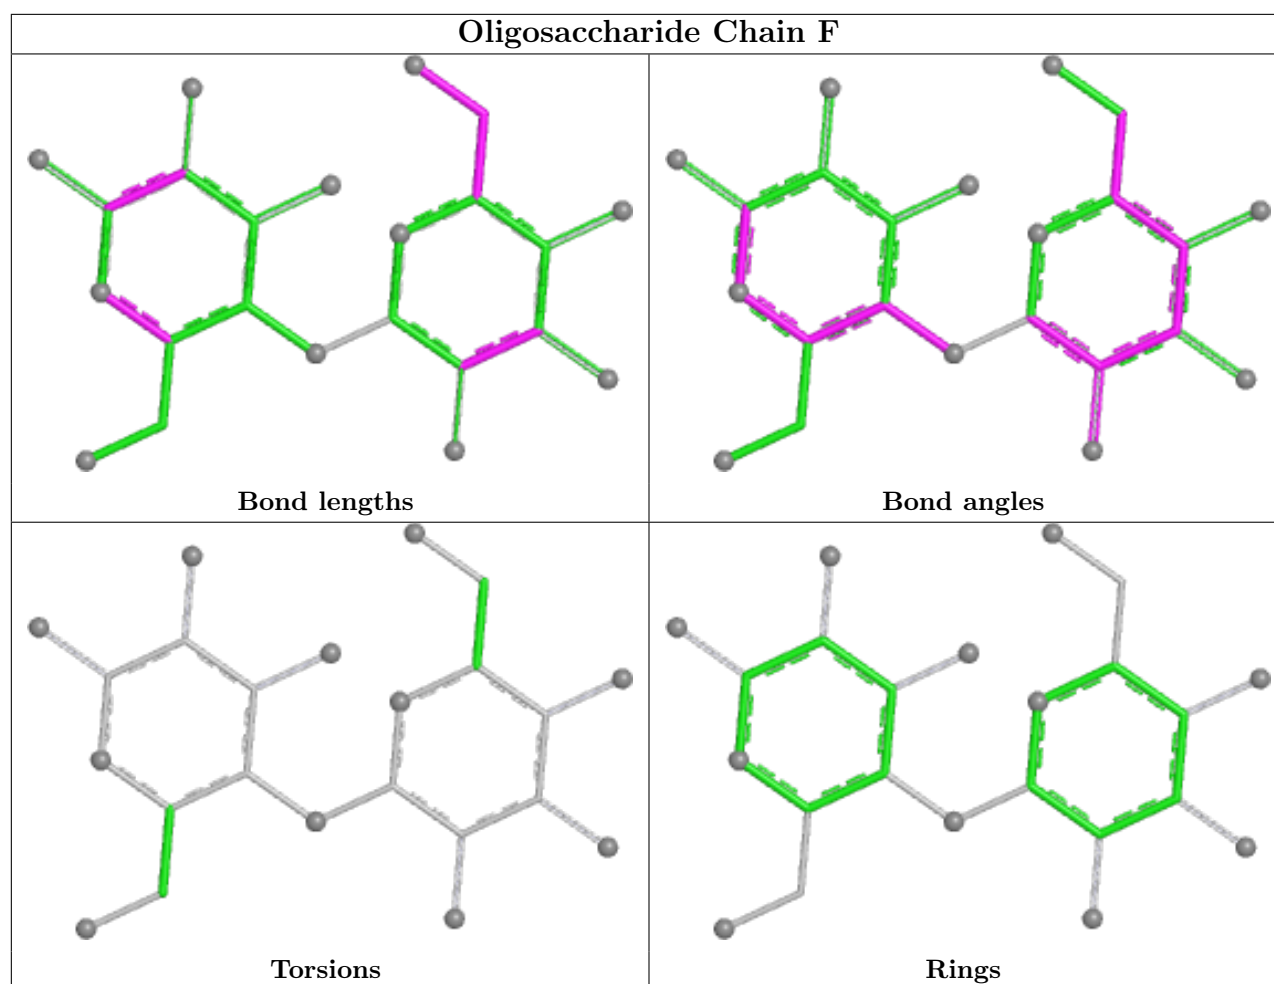 Oligosaccharide Chain F
Bond lengths
Bond angles
Torsions
Rings